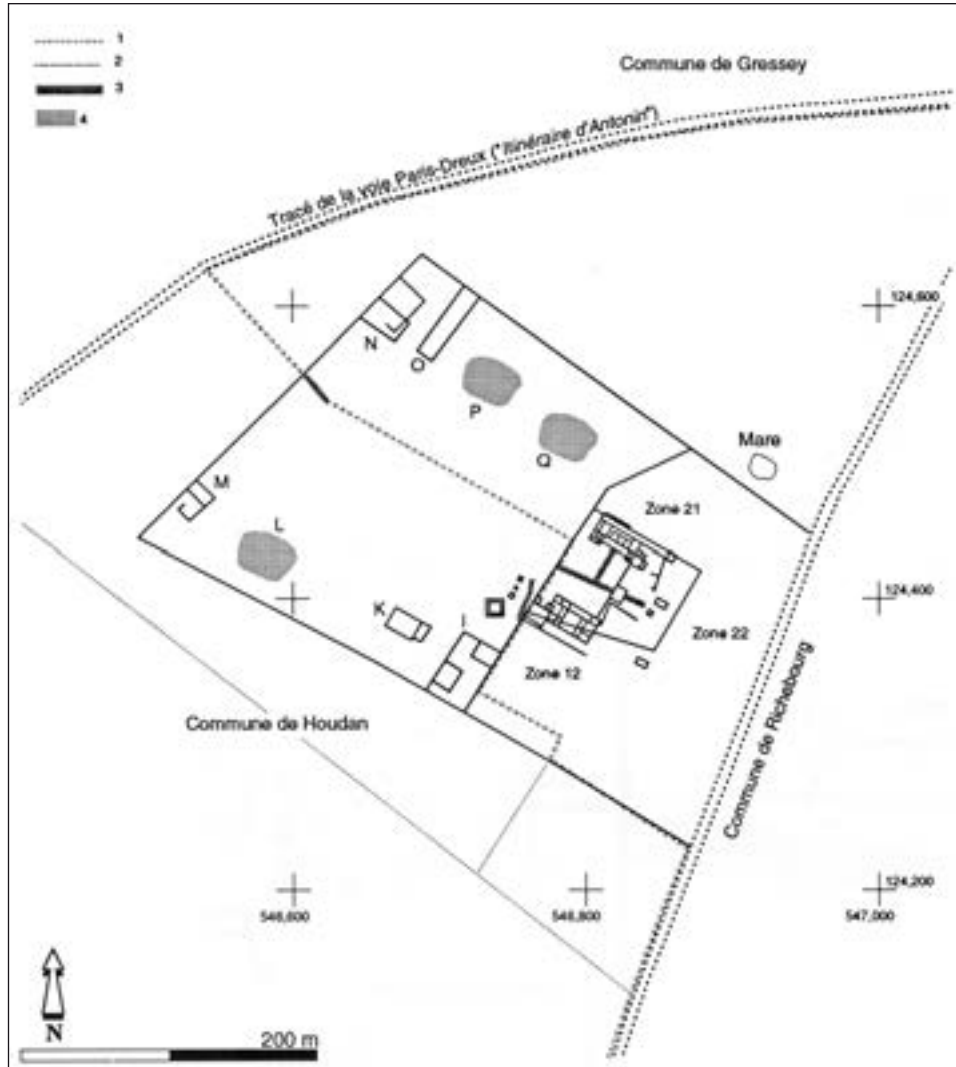 1
2
3
4
Commune de Gressey
Tracé de la voie Paris-Dreux ("Itinéraire d'Antonin")
124,600
N
O
P
Mare
Q
M
Zone 21
L
124,400
K
I
Zone 22
Zone 12
Commune de Houdan
Commune de Richebourg
124,200
546,600
546,800
547,000
N
200 m